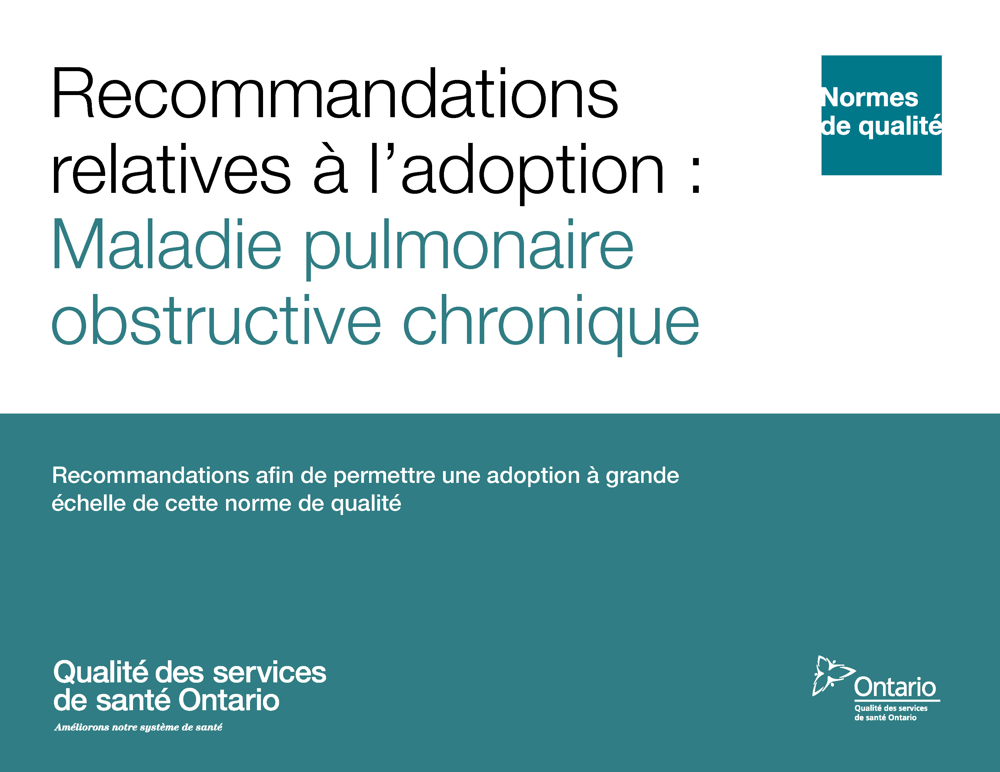 Recommandations
relatives à l’adoption :
Maladie pulmonaire
obstructive chronique
Normes
de qualité
Recommandations afin de permettre une adoption à grande
échelle de cette norme de qualité
Qualité des services
de santé Ontario
Améliorons notre système de santé
Ontario
Qualité des services
de santé Ontario